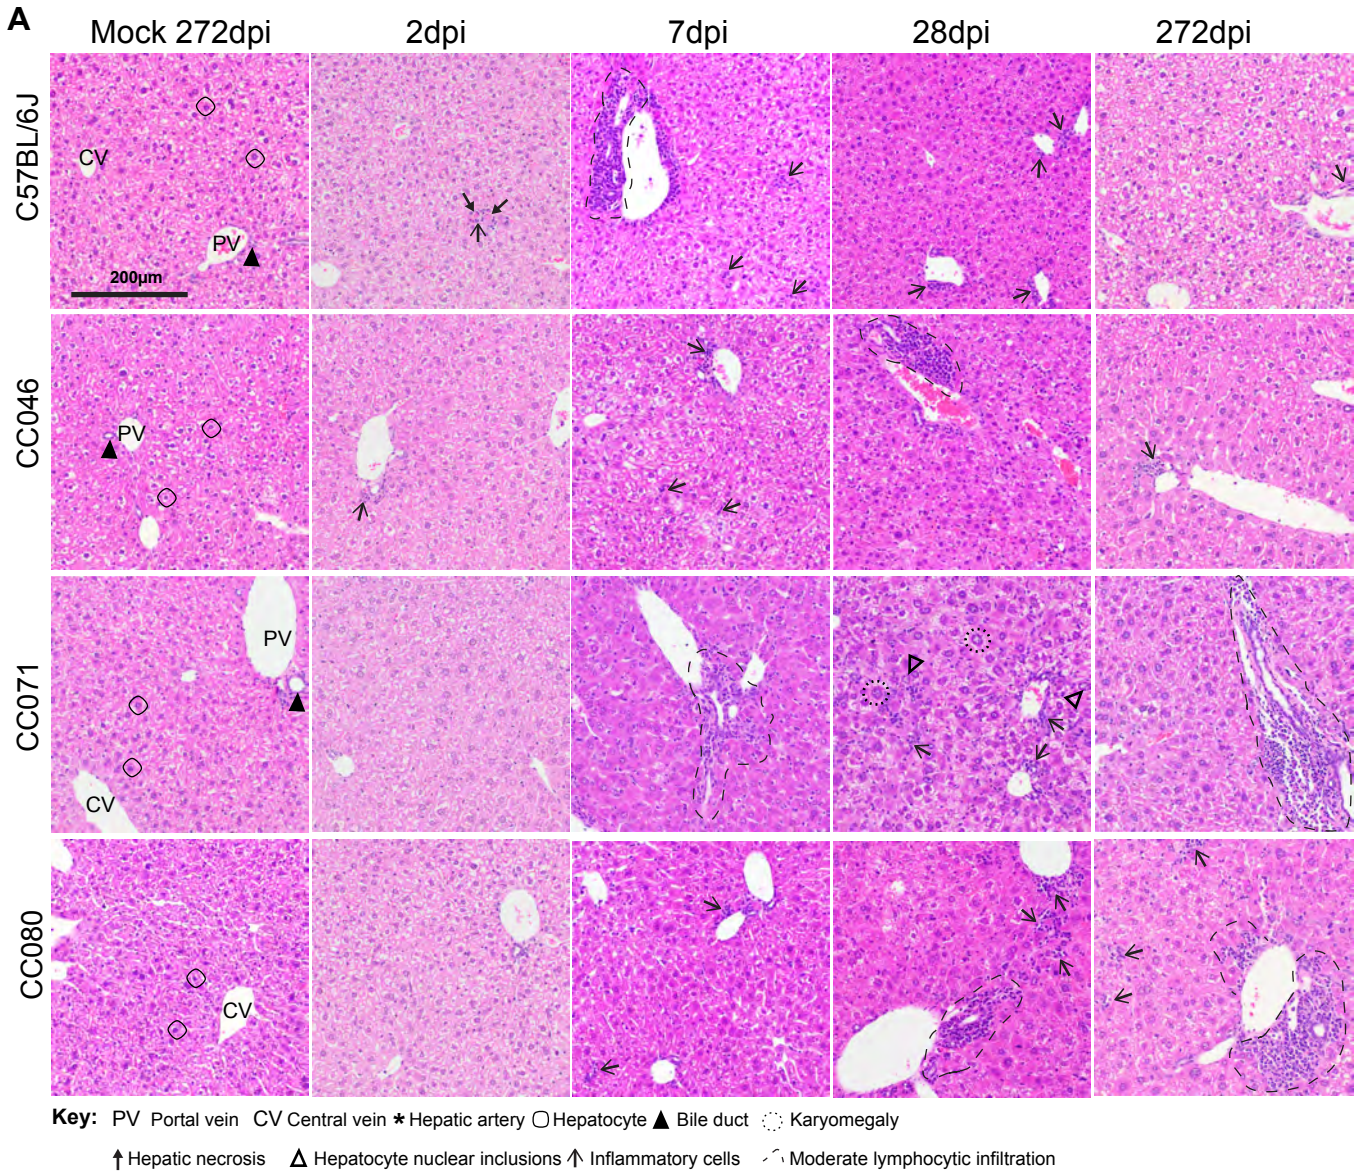 A
Mock 272dpi 2dpi 7dpi 28dpi 272dpi
C57BL/6J
CV
PV
200µm
CC046
PV
CC071
PV
CV
CC080
CV
Key: PV Portal vein CV Central vein * Hepatic artery Hepatocyte Bile duct Karyomegaly
Hepatic necrosis Hepatocyte nuclear inclusions Inflammatory cells Moderate lymphocytic infiltration